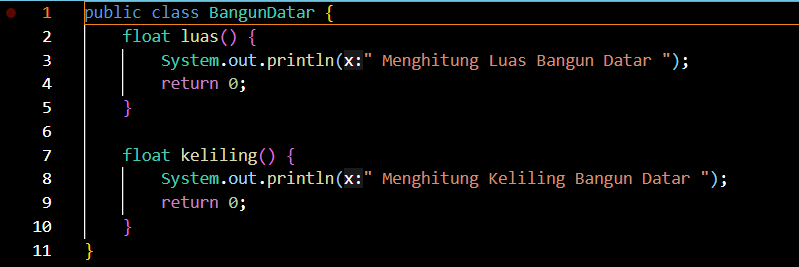 1 public class BangunDatar {
2 float luas() {
3 System.out.println(x:" Menghitung Luas Bangun Datar ");
4 return 0;
5 }
6
7 float keliling() {
8 System.out.println(x:" Menghitung Keliling Bangun Datar ");
9 return 0;
10 }
11 }